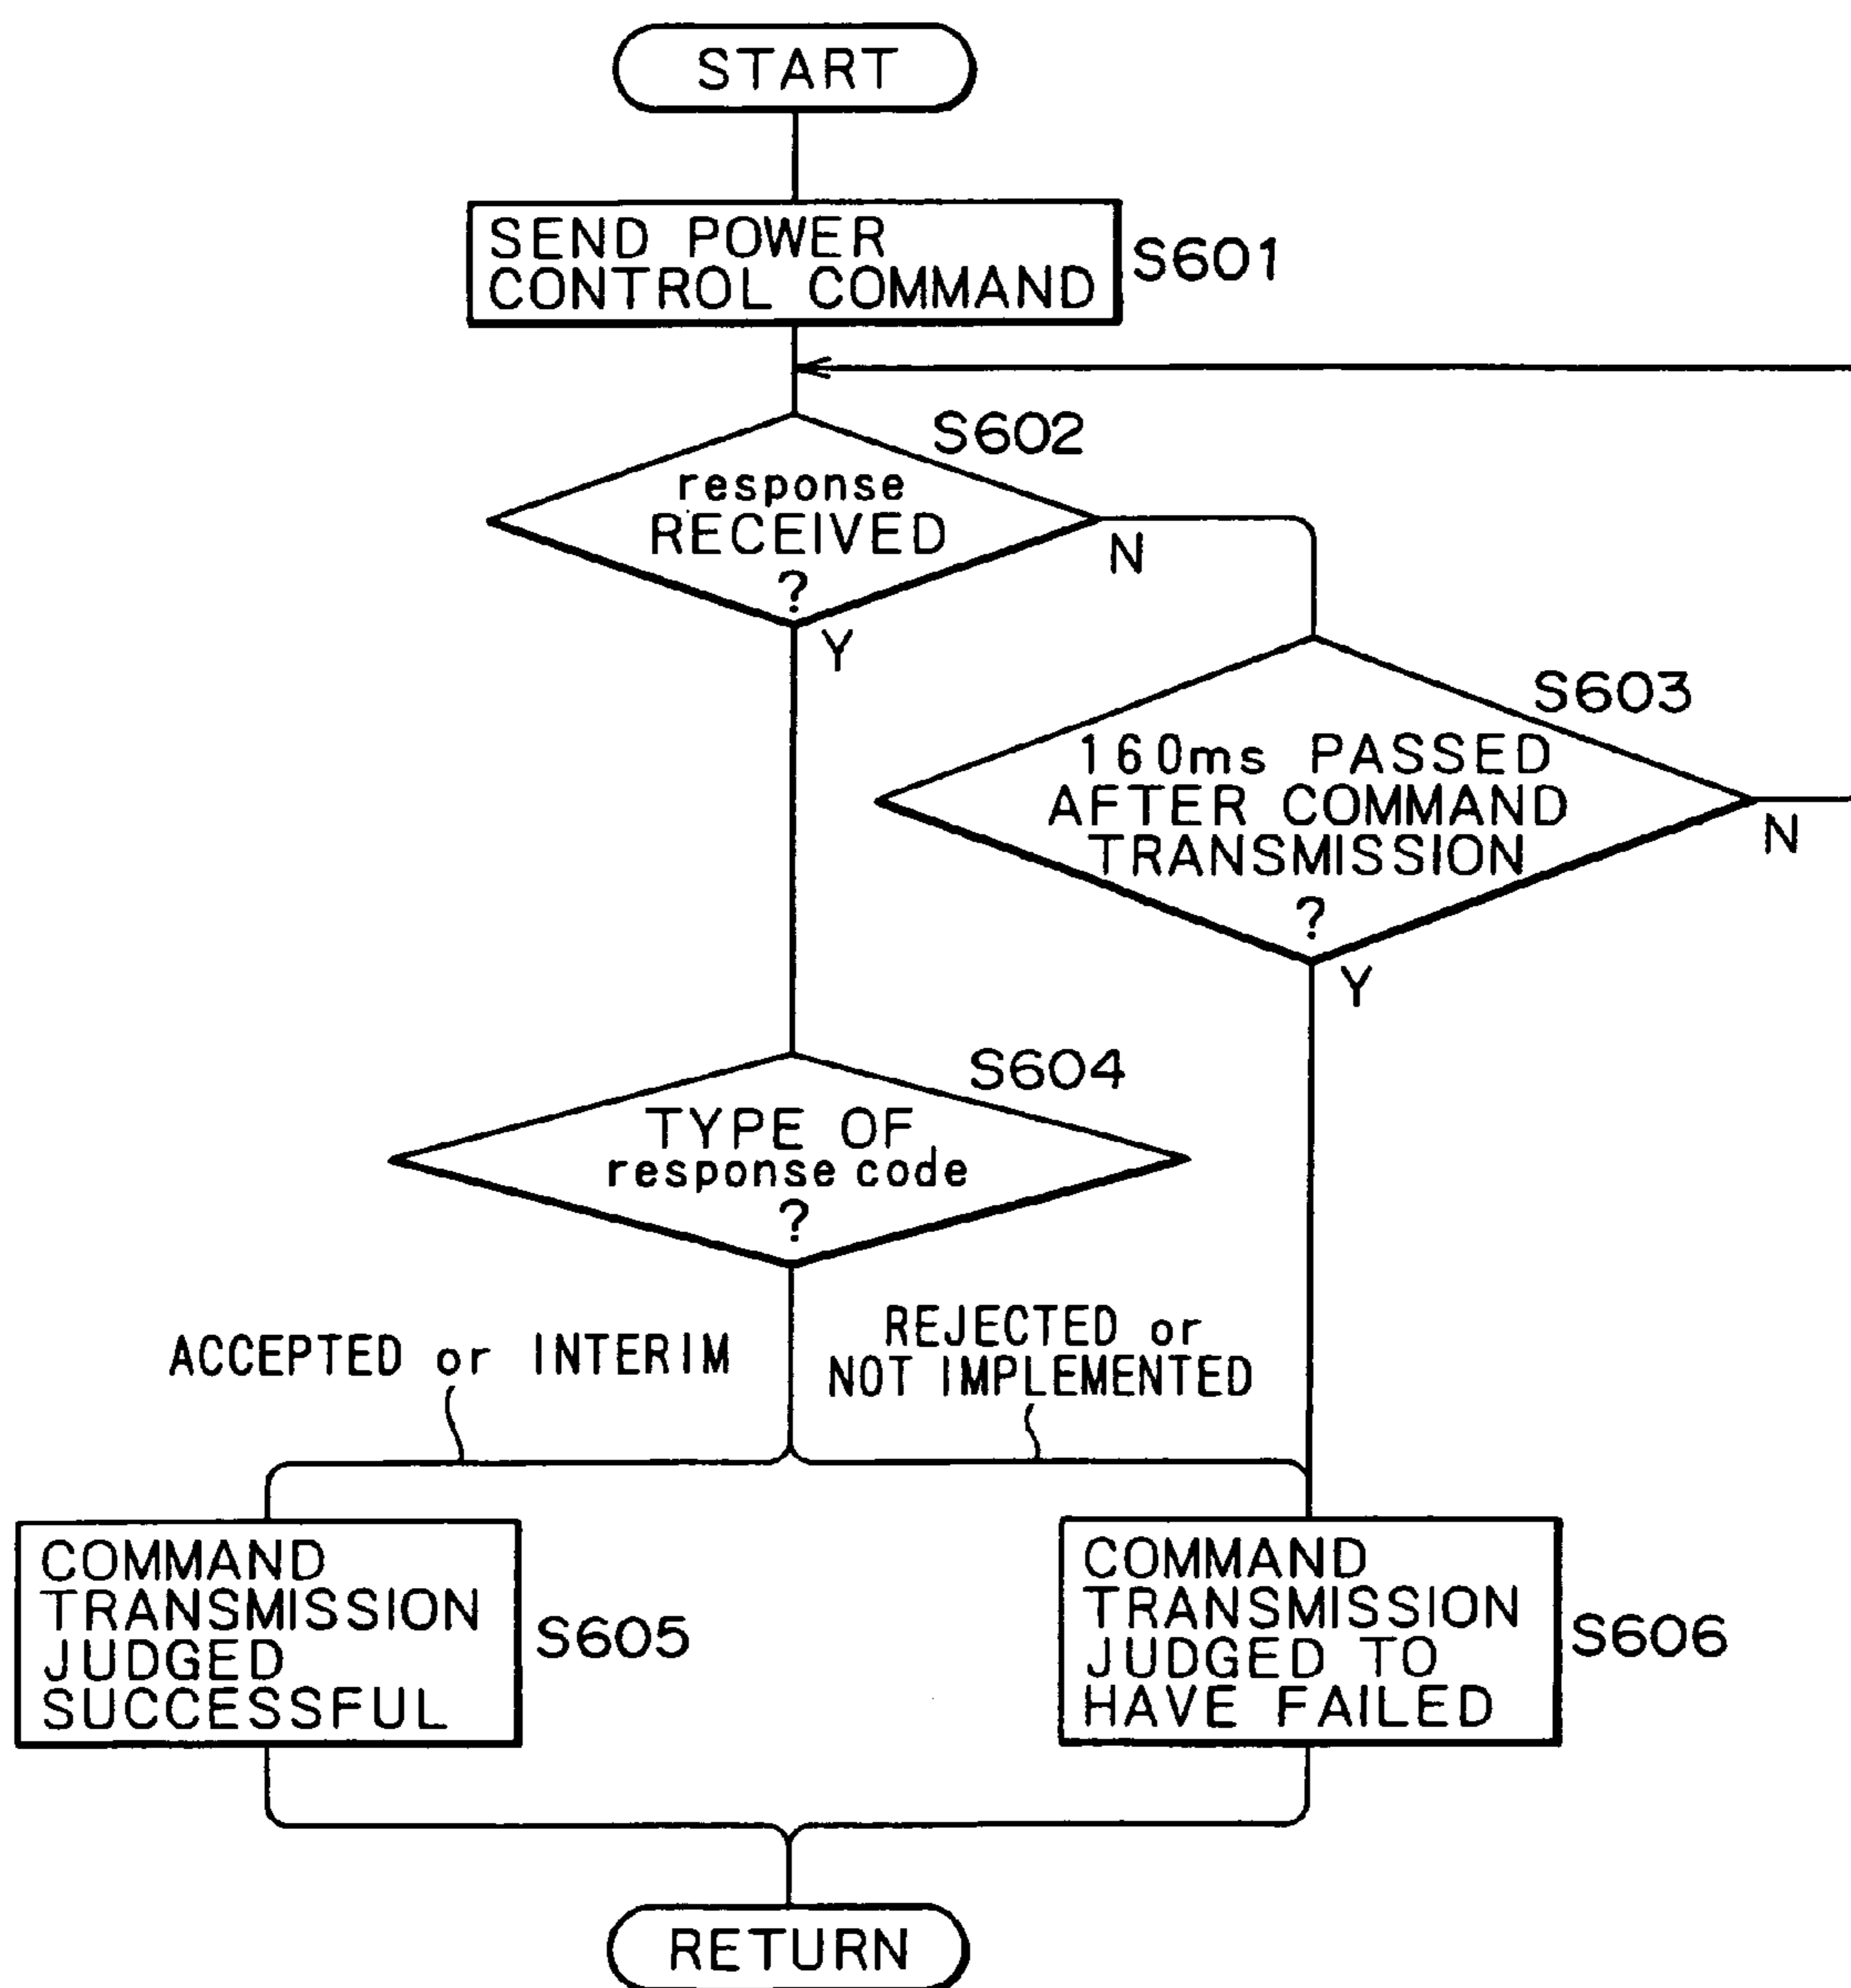 START
SEND POWER
CONTROL COMMAND
S601
S602
response
RECEIVED
?
N
Y
S603
160ms PASSED
AFTER COMMAND
TRANSMISSION
?
N
Y
S604
TYPE OF
response code
?
ACCEPTED or INTERIM
REJECTED or
NOT IMPLEMENTED
COMMAND
TRANSMISSION
JUDGED
SUCCESSFUL
S605
COMMAND
TRANSMISSION
JUDGED TO
HAVE FAILED
S606
RETURN